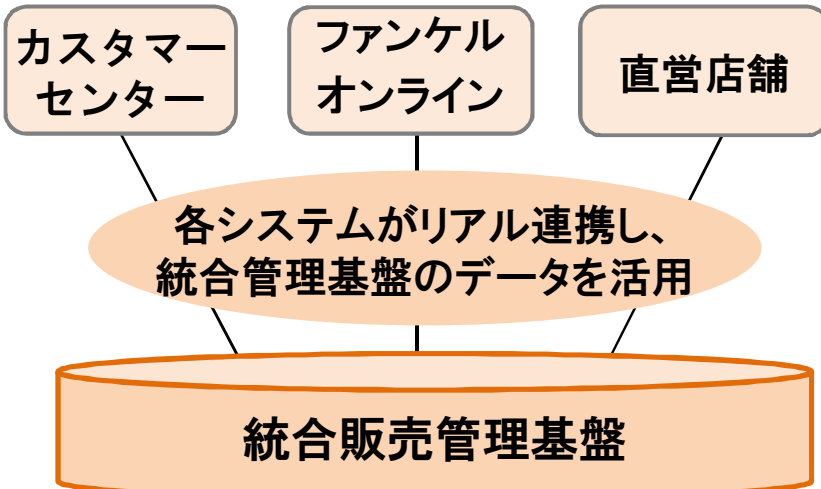 カスタマー
センター
ファンケル
オンライン
直営店舗
各システムがリアル連携し、
統合管理基盤のデータを活用
統合販売管理基盤